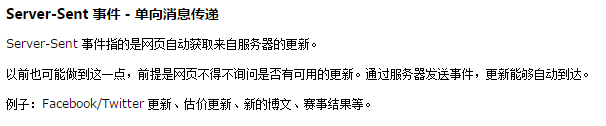 Server-Sent 事件 - 单向消息传递
Server-Sent 事件指的是网页自动获取来自服务器的更新。
以前也可能做到这一点，前提是网页不得不询问是否有可用的更新。通过服务器发送事件，更新能够自动到达。
例子：Facebook/Twitter 更新、估价更新、新的博文、赛事结果等。